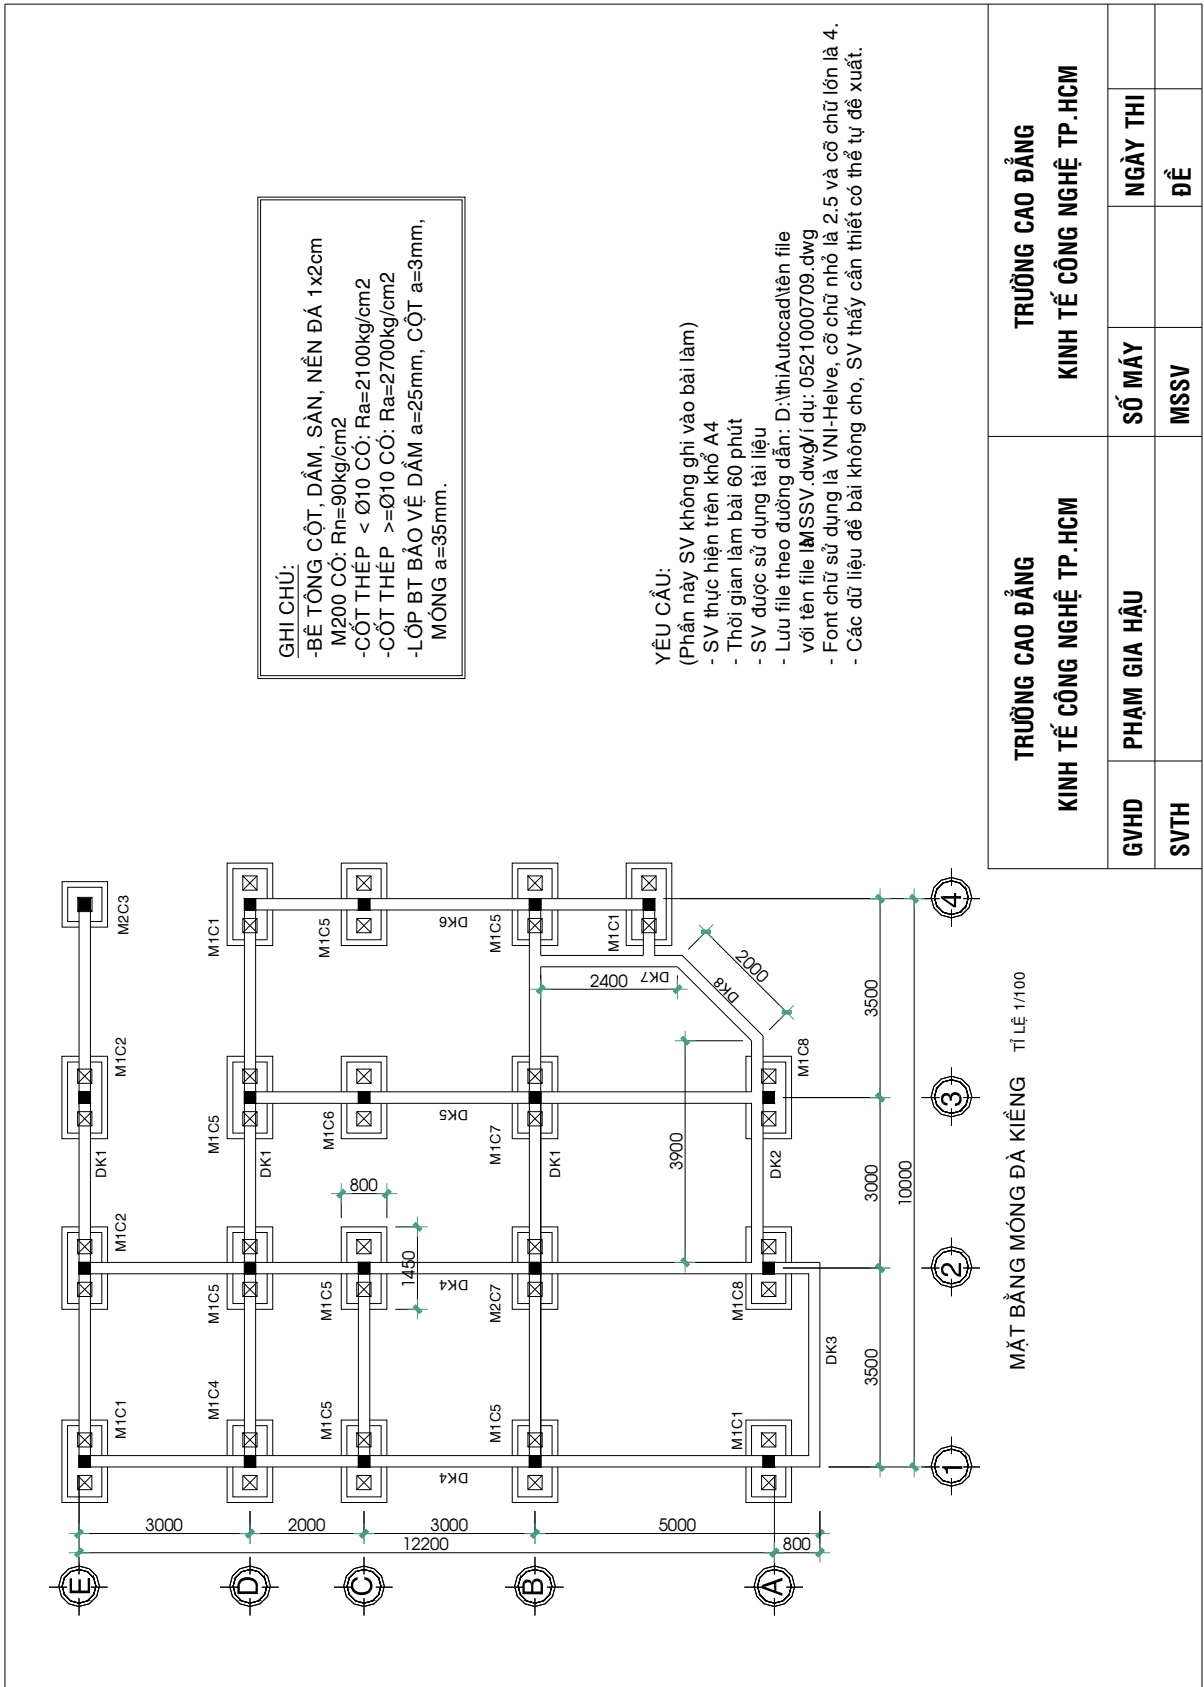 GHI CHÚ:
-BÊ TÔNG CỘT, DẦM, SÀN, NỀN ĐÁ 1x2cm
M200 CÓ: Rn=90kg/cm2
-CỐT THÉP < Ø10 CÓ: Ra=2100kg/cm2
-CỐT THÉP >=Ø10 CÓ: Ra=2700kg/cm2
-LỚP BT BẢO VỆ DẦM a=25mm, CỘT a=3mm,
MÓNG a=35mm.
YÊU CẦU:
(Phần này SV không ghi vào bài làm)
- SV thực hiện trên khổ A4
- Thời gian làm bài 60 phút
- SV được sử dụng tài liệu
- Lưu file theo đường dẫn: D:\thiAutocad\tên file
với tên file là MSSV.dwg Ví dụ: 0521000709.dwg
- Font chữ sử dụng là VNI-Helve, cỡ chữ nhỏ là 2.5 và cỡ chữ lớn là 4.
- Các dữ liệu đề bài không cho, SV thấy cần thiết có thể tự đề xuất.
E
3000
M1C1
M1C2
DK1
M1C2
M2C3
D
2000
M1C4
M1C5
DK1
M1C5
M1C1
C
3000
12200
M1C5
M1C5
1450
800
M1C6
M1C5
DK4
DK4
DK5
DK6
B
5000
M1C5
M2C7
DK1
M1C7
M1C5
2400
DK7
M1C1
DK8
2000
3900
A
800
M1C1
M1C8
DK2
M1C8
DK3
3500
3000
3500
10000
1
2
3
4
MẶT BẰNG MÓNG ĐÀ KIỀNG TỈ LỆ 1/100
TRƯỜNG CAO ĐẲNG
KINH TẾ CÔNG NGHỆ TP.HCM
TRƯỜNG CAO ĐẲNG
KINH TẾ CÔNG NGHỆ TP.HCM
GVHD PHẠM GIA HẬU SỐ MÁY NGÀY THI
SVTH MSSV ĐỀ